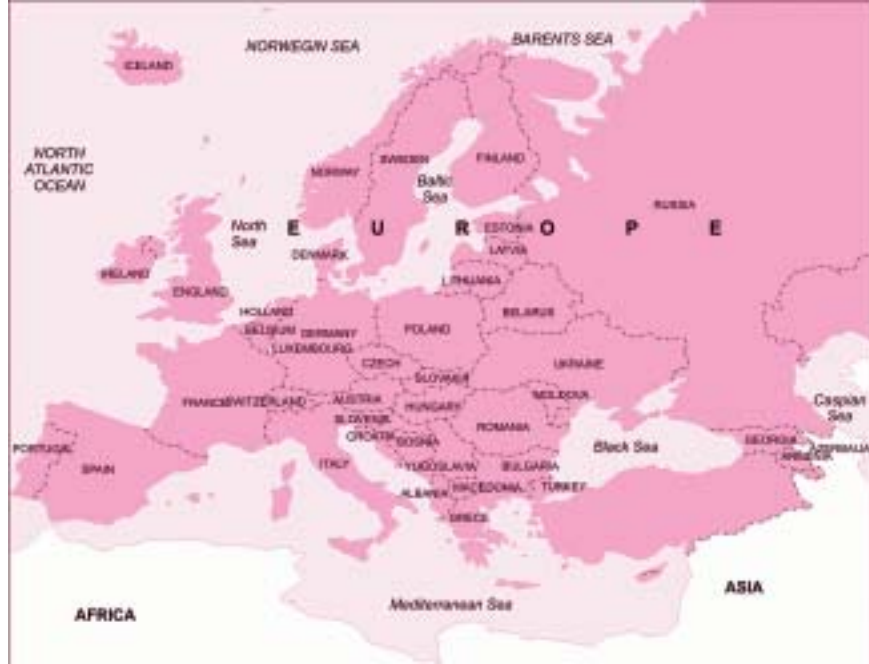 NORWEGIN SEA
BARENTS SEA
ICELAND
NORTH
ATLANTIC
OCEAN
NORWAY
SWEDEN
FINLAND
Baltic
Sea
RUSSIA
North
Sea
E U R O P E
ESTONIA
LATVIA
DENMARK
IRELAND
LITHUANIA
ENGLAND
HOLLAND
BELARUS
BELGIUM
GERMANY
POLAND
LUXEMBOURG
CZECH
UKRAINE
SLOVAKIA
FRANCE
SWITZERLAND
AUSTRIA
MOLDOVA
HUNGARY
Caspian
Sea
SLOVENIE
CROATIA
ROMANIA
BOSNIA
Black Sea
GEORGIA
PORTUGAL
SPAIN
ITALY
YUGOSLAVIA
BULGARIA
ARMENIA
ALBANIA
MACEDONIA
TURKEY
GRECE
AFRICA
ASIA
Mediterranean Sea